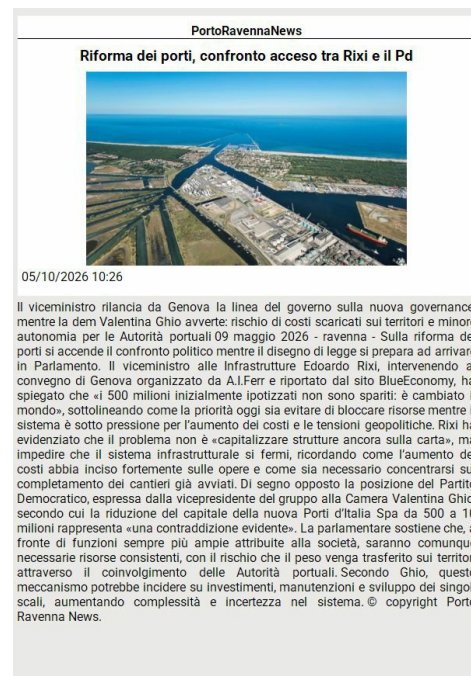 PortoRavennaNews
Riforma dei porti, confronto acceso tra Rixi e il Pd
05/10/2026 10:26
Il viceministro rilancia da Genova la linea del governo sulla nuova governance
mentre la dem Valentina Ghio avverte: rischio di costi scaricati sui territori e minor
autonomia per le Autorità portuali 09 maggio 2026 - ravenna - Sulla riforma de
porti si accende il confronto politico mentre il disegno di legge si prepara ad arrivar
in Parlamento. Il viceministro alle Infrastrutture Edoardo Rixi, intervenendo a
convegno di Genova organizzato da A.I.Ferr e riportato dal sito BlueEconomy, ha
spiegato che «i 500 milioni inizialmente ipotizzati non sono spariti: è cambiato i
mondo», sottolineando come la priorità oggi sia evitare di bloccare risorse mentre i
sistema è sotto pressione per l'aumento dei costi e le tensioni geopolitiche. Rixi ha
evidenziato che il problema non è «capitalizzare strutture ancora sulla carta», ma
impedire che il sistema infrastrutturale si fermi, ricordando come l'aumento de
costi abbia inciso fortemente sulle opere e come sia necessario concentrarsi su
completamento dei cantieri già avviati. Di segno opposto la posizione del Partito
Democratico, espressa dalla vicepresidente del gruppo alla Camera Valentina Ghio
secondo cui la riduzione del capitale della nuova Porti d'Italia Spa da 500 a 10
milioni rappresenta «una contraddizione evidente». La parlamentare sostiene che, a
fronte di funzioni sempre più ampie attribuite alla società, saranno comunque
necessarie risorse consistenti, con il rischio che il peso venga trasferito sui territor
attraverso il coinvolgimento delle Autorità portuali. Secondo Ghio, questo
meccanismo potrebbe incidere su investimenti, manutenzioni e sviluppo dei singol
scali, aumentando complessità e incertezza nel sistema. © copyright Porto
Ravenna News.